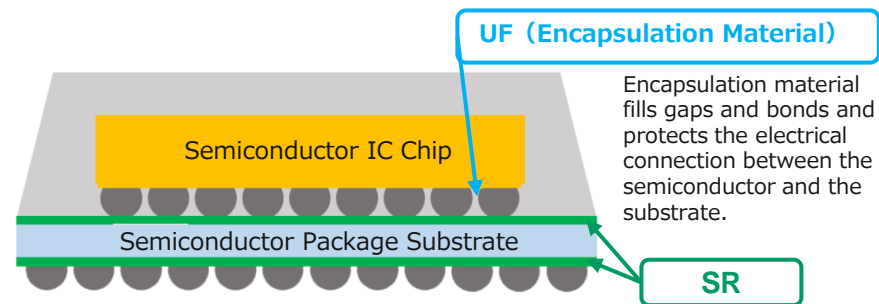 UF（Encapsulation Material）
Encapsulation material
fills gaps and bonds and
protects the electrical
connection between the
semiconductor and the
substrate.
Semiconductor IC Chip
Semiconductor Package Substrate
SR